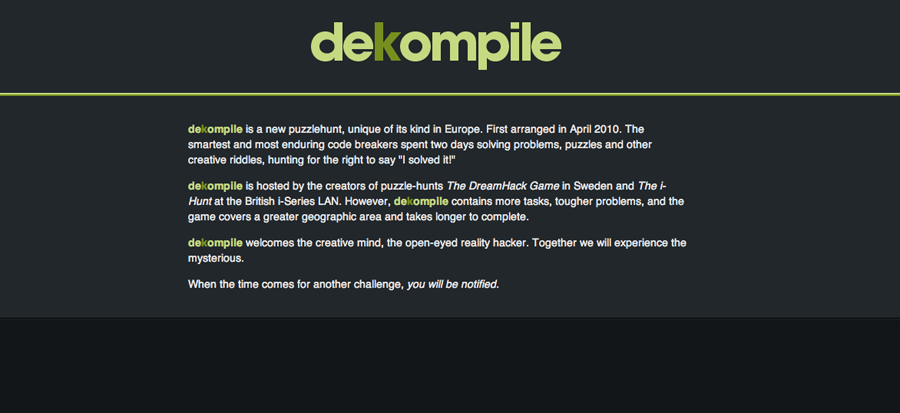 dekompile
dekompile is a new puzzlehunt, unique of its kind in Europe. First arranged in April 2010. The
smartest and most enduring code breakers spent two days solving problems, puzzles and other
creative riddles, hunting for the right to say "I solved it!"
dekompile is hosted by the creators of puzzle-hunts The DreamHack Game in Sweden and The i-
Hunt at the British i-Series LAN. However, dekompile contains more tasks, tougher problems, and the
game covers a greater geographic area and takes longer to complete.
dekompile welcomes the creative mind, the open-eyed reality hacker. Together we will experience the
mysterious.
When the time comes for another challenge, you will be notified.